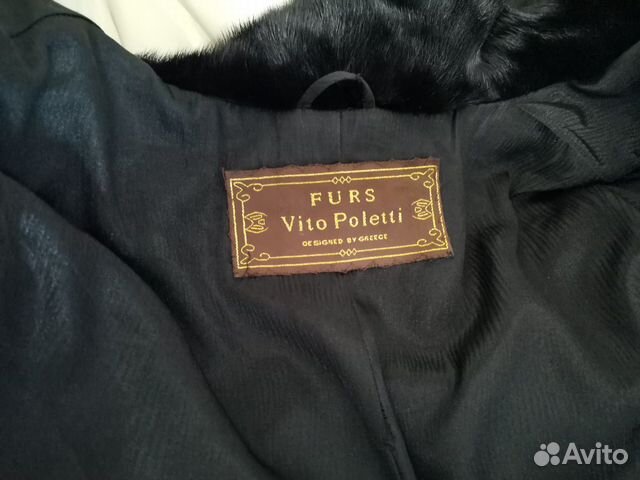 FURS
Vito Poletti
DESIGNED BY GREECE
Avito